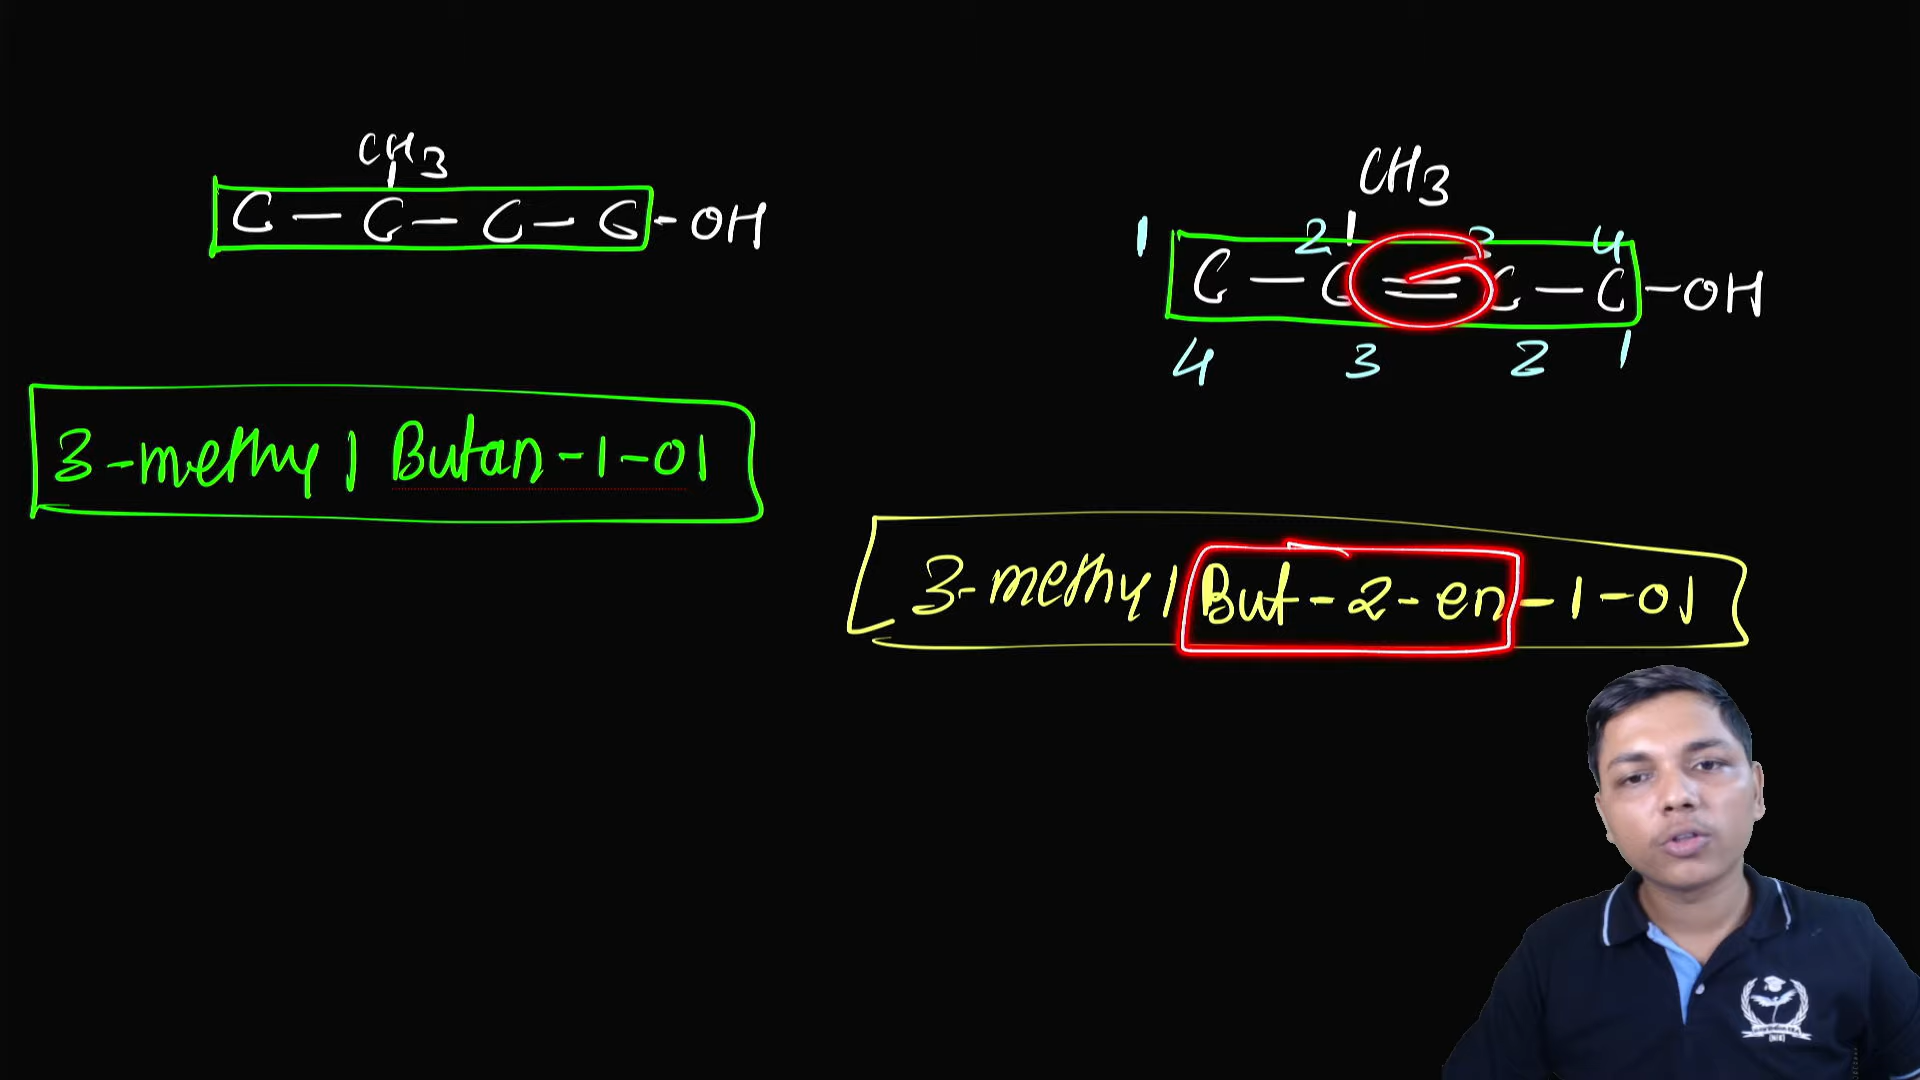 CH3
C - C - C - C - OH
3-methyl Butan-1-ol
CH3
1 2 3 4
C - C = C - C - OH
4 3 2 1
3-methyl But-2-en-1-ol